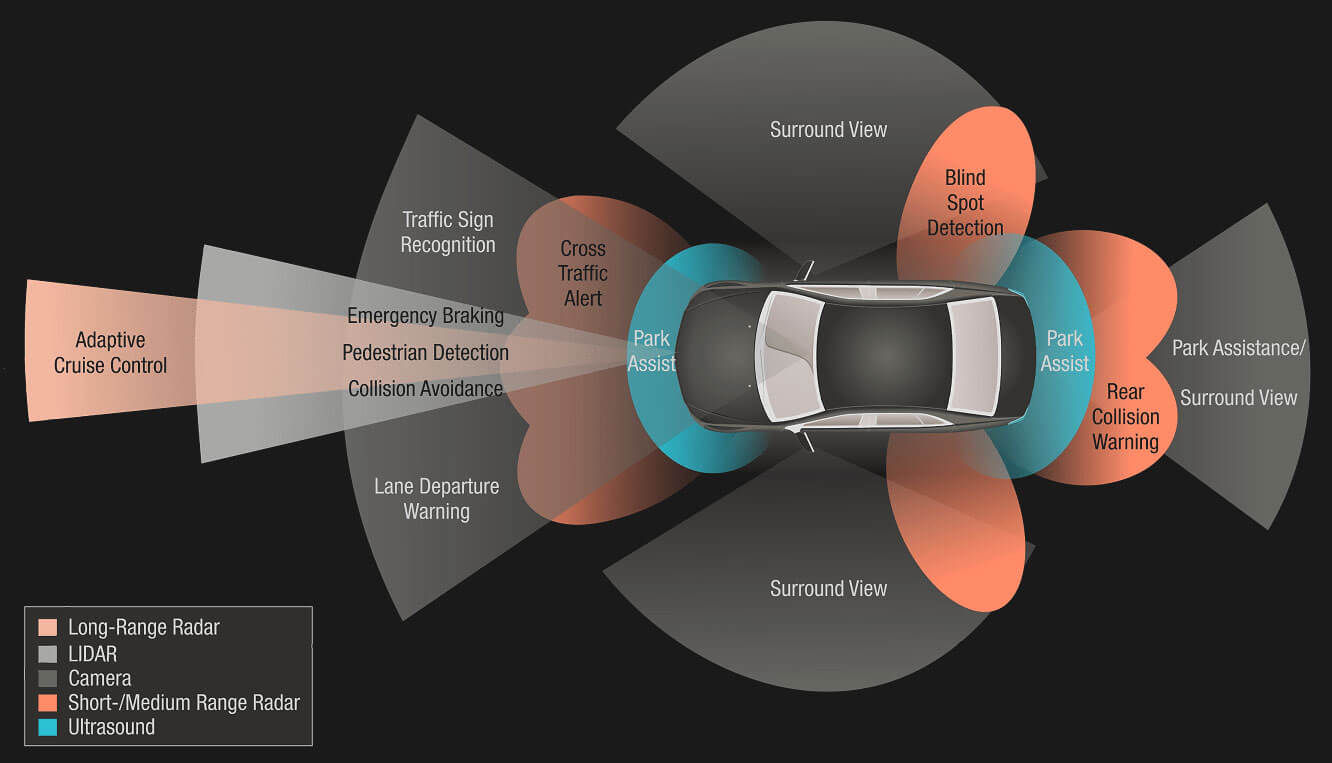 Surround View
Blind
Spot
Detection
Traffic Sign
Recognition
Cross
Traffic
Alert
Emergency Braking
Adaptive
Cruise Control
Pedestrian Detection
Collision Avoidance
Park
Assist
Park
Assist
Park Assistance/
Surround View
Rear
Collision
Warning
Lane Departure
Warning
Surround View
Long-Range Radar
LIDAR
Camera
Short-/Medium Range Radar
Ultrasound